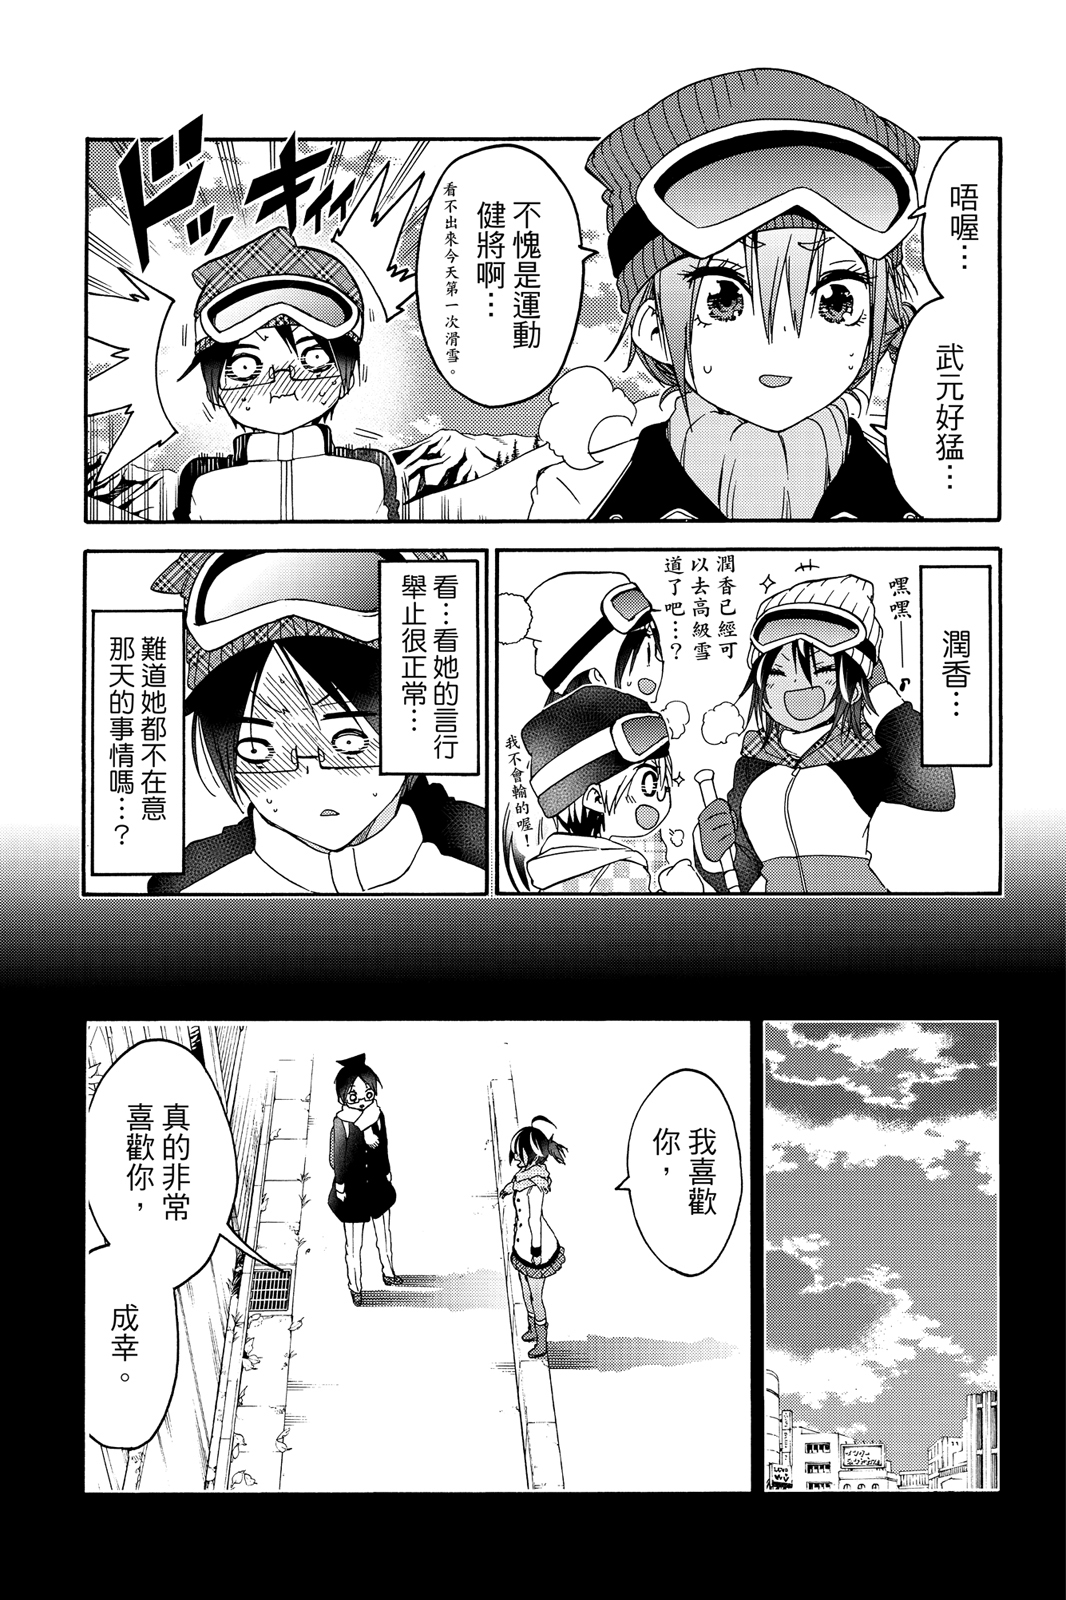 唔喔…
武元好猛…
不愧是運動
健將啊…
看不出來今天第一次滑雪。
ドッキィィ
潤香…
嘿嘿——♪
潤香已經可
以去高級雪
道了吧…？
我不會輸的喔！
看…看她的言行
舉止很正常…
難道她都不在意
那天的事情嗎…？
我喜歡
你，
真的非常
喜歡你，
成幸。